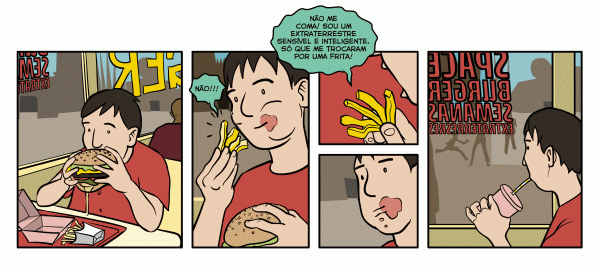 NÃO!!!
NÃO ME
COMA! SOU UM
EXTRATERRESTRE
SENSÍVEL E INTELIGENTE.
SÓ QUE ME TROCARAM
POR UMA FRITA!
SPACE
BURGER
SEMANAS
EXTRATERRESTRES